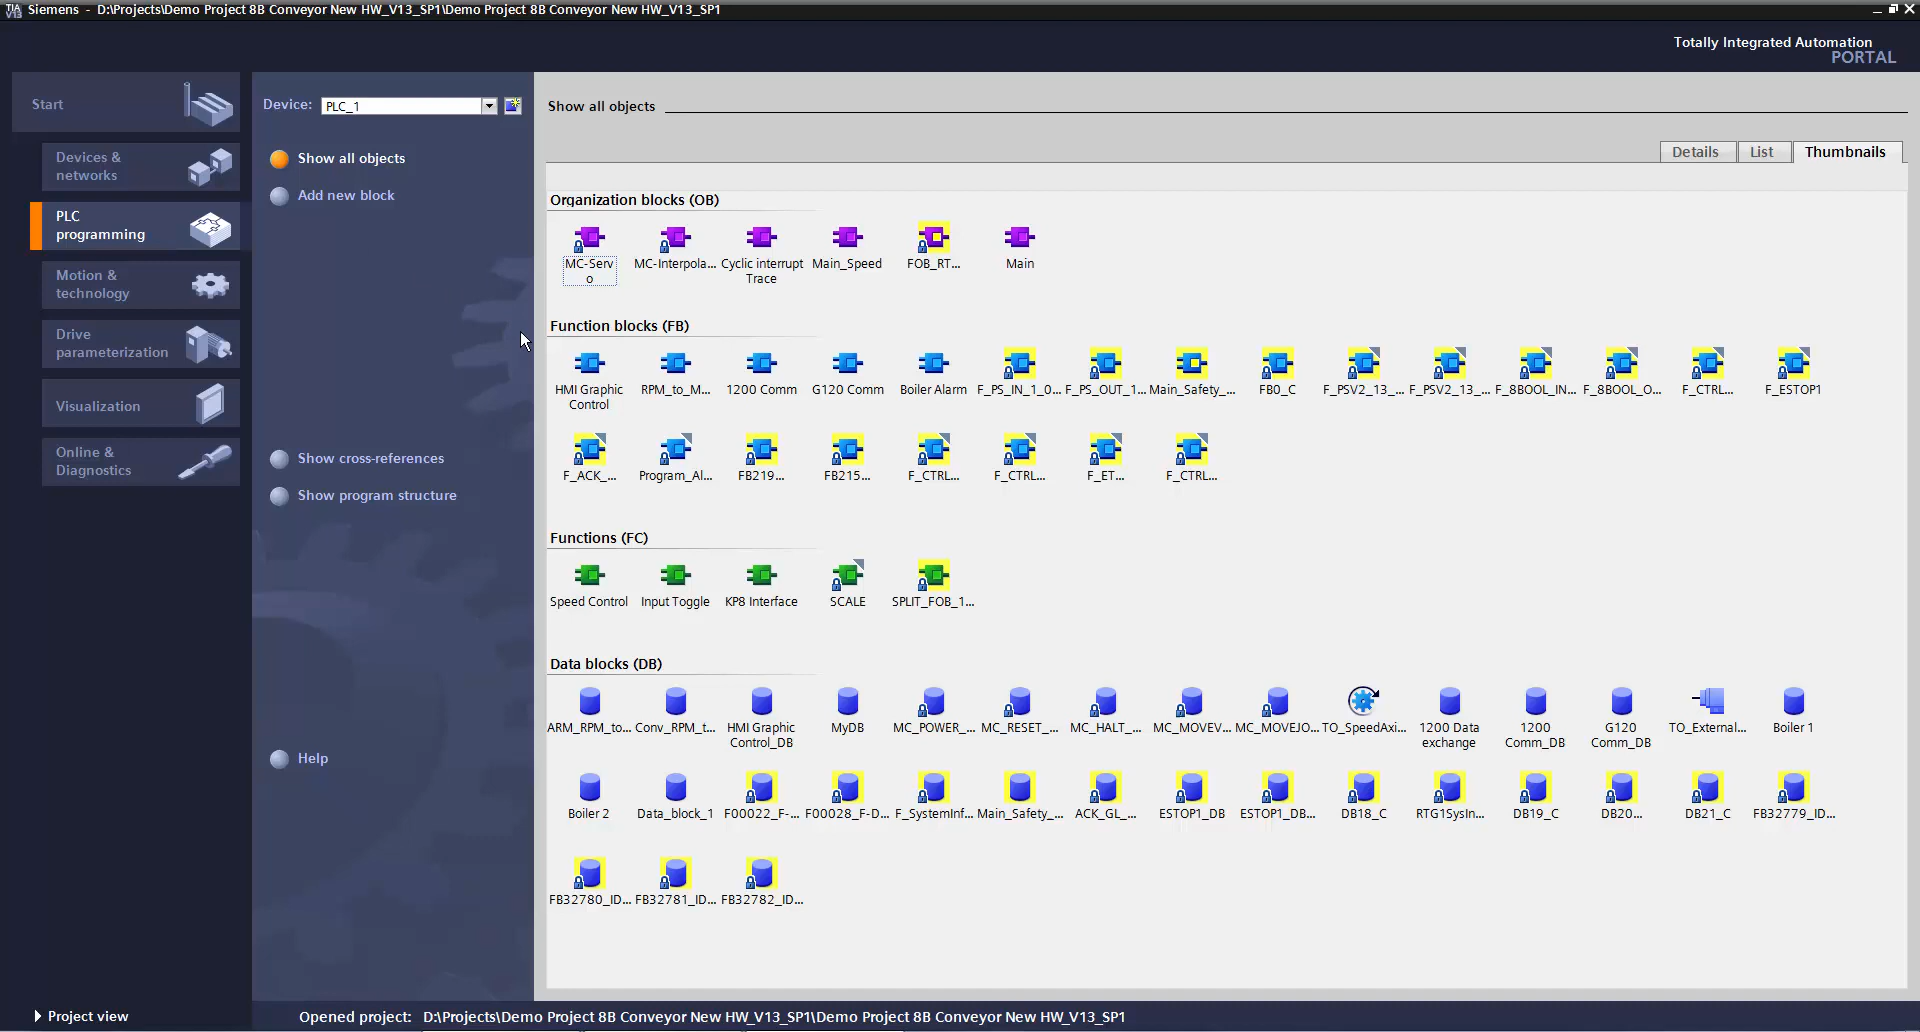 TIA V13 Siemens - D:\Projects\Demo Project 8B Conveyor New HW_V13_SP1\Demo Project 8B Conveyor New HW_V13_SP1
Totally Integrated Automation
PORTAL
Start
Devices &
networks
PLC
programming
Motion &
technology
Drive
parameterization
Visualization
Online &
Diagnostics
Project view
Device: PLC_1
Show all objects
Add new block
Show cross-references
Show program structure
Help
Show all objects
Details List Thumbnails
Organization blocks (OB)
MC-Serv MC-Interpola... Cyclic interrupt Main_Speed FOB_RT... Main
o Trace
Function blocks (FB)
HMI Graphic RPM_to_M... 1200 Comm G120 Comm Boiler Alarm F_PS_IN_1_0... F_PS_OUT_1... Main_Safety_... FB0_C F_PSV2_13_... F_PSV2_13_... F_8BOOL_IN... F_8BOOL_O... F_CTRL... F_ESTOP1
Control
F_ACK_... Program_Al... FB219... FB215... F_CTRL... F_CTRL... F_ET... F_CTRL...
Functions (FC)
Speed Control Input Toggle KP8 Interface SCALE SPLIT_FOB_1...
Data blocks (DB)
ARM_RPM_to... Conv_RPM_t... HMI Graphic MyDB MC_POWER_... MC_RESET_... MC_HALT_... MC_MOVEV... MC_MOVEJO... TO_SpeedAxi... 1200 Data 1200 G120 TO_External... Boiler 1
Control_DB exchange Comm_DB Comm_DB
Boiler 2 Data_block_1 F00022_F-... F00028_F-D... F_SystemInf... Main_Safety_... ACK_GL_... ESTOP1_DB ESTOP1_DB... DB18_C RTG1SysIn... DB19_C DB20... DB21_C FB32779_ID...
FB32780_ID... FB32781_ID... FB32782_ID...
Opened project: D:\Projects\Demo Project 8B Conveyor New HW_V13_SP1\Demo Project 8B Conveyor New HW_V13_SP1